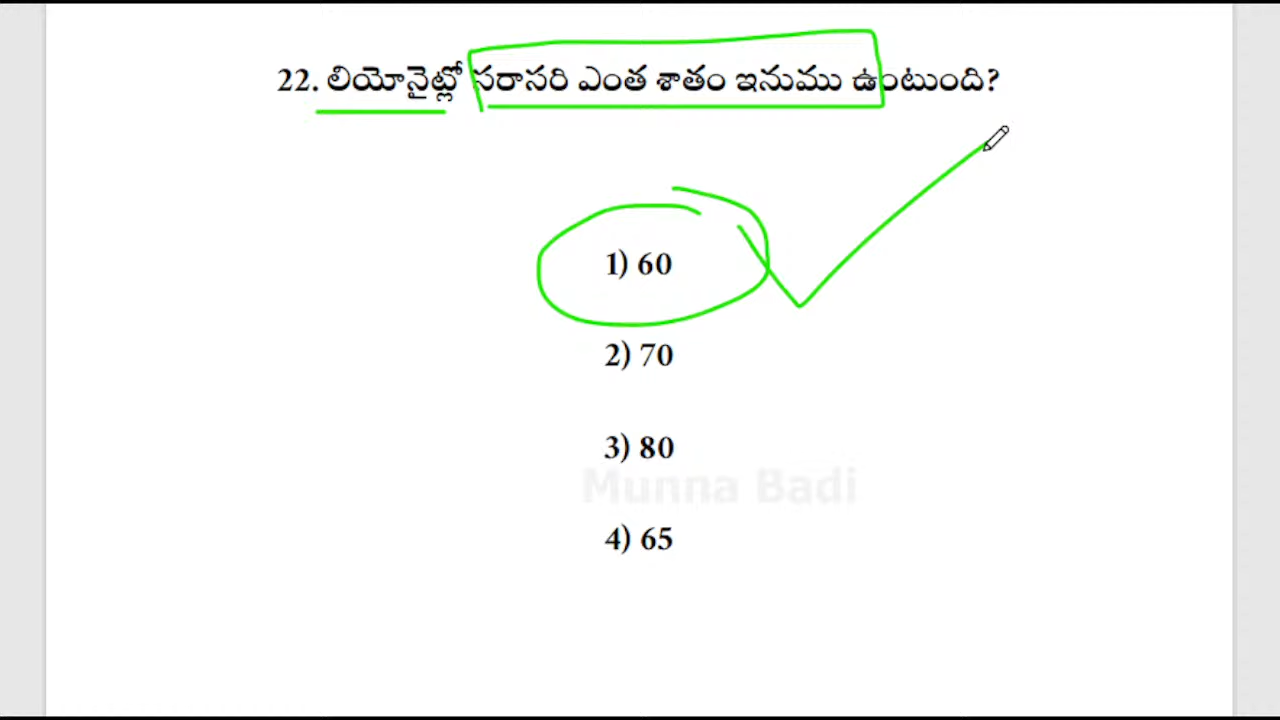 22. లియోనైట్లో సరాసరి ఎంత శాతం ఇనుము ఉంటుంది?
1) 60
2) 70
3) 80
Munna Badi
4) 65